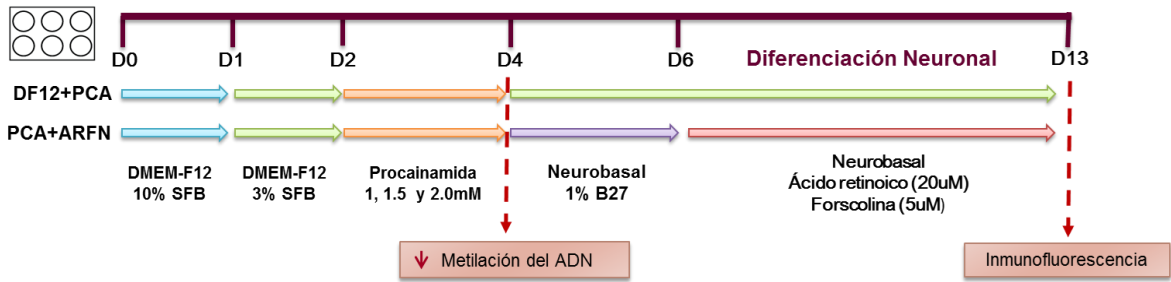 D0 D1 D2 D4 D6 Diferenciación Neuronal D13
DF12+PCA
PCA+ARFN
DMEM-F12
10% SFB
DMEM-F12
3% SFB
Procainamida
1, 1.5 y 2.0mM
Neurobasal
1% B27
Neurobasal
Ácido retinoico (20uM)
Forscolina (5uM)
Metilación del ADN
Inmunofluorescencia